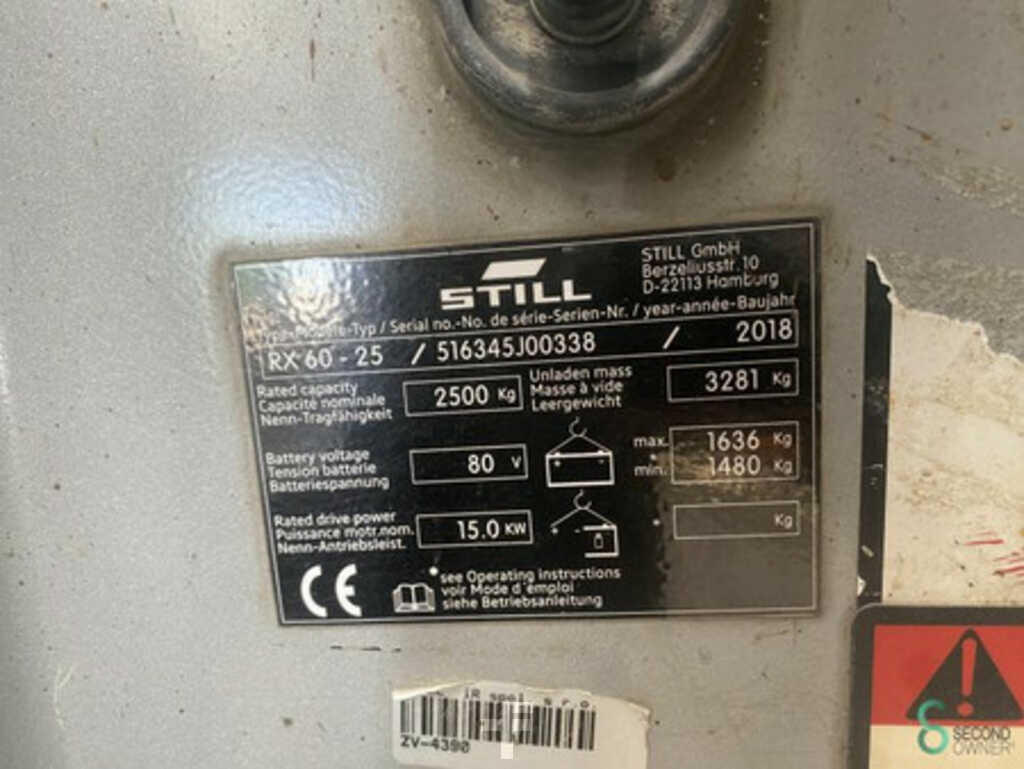 STILL
STILL GmbH
Berzeliusstr. 10
D-22113 Hamburg
-Typ / Serial no.-No. de série-Serien-Nr. / year-année-Baujahr
RX 60 - 25 / 516345J00338 / 2018
Rated capacity
Capacité nominale
Nenn-Tragfähigkeit
2500 Kg
Unladen mass
Masse à vide
Leergewicht
3281 Kg
Battery voltage
Tension batterie
Batteriespannung
80 V
max. 1636 Kg
min. 1480 Kg
Rated drive power
Puissance motr.nom.
Nenn-Antriebsleist.
15.0 KW
* Kg
CE
*see Operating instructions
voir Mode d'emploi
siehe Betriebsanleitung
s.r.o.
ZV-4390
SECOND
OWNER